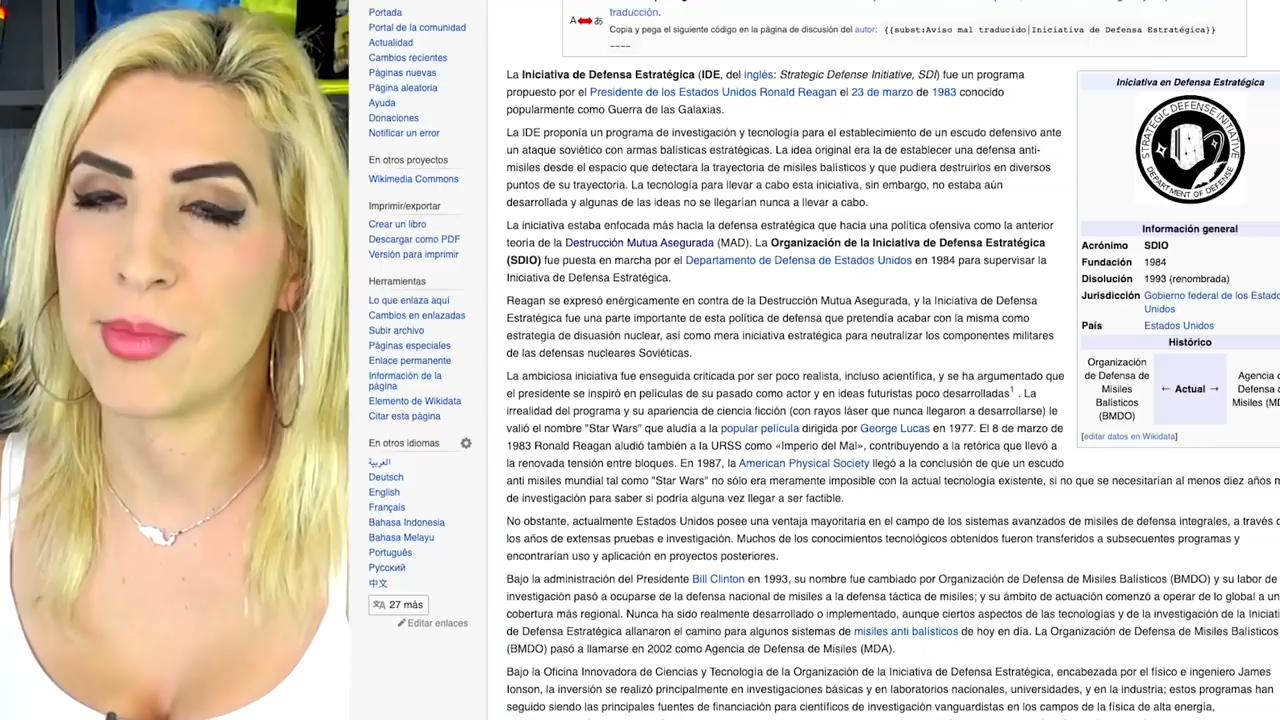 Portada
Portal de la comunidad
Actualidad
Cambios recientes
Páginas nuevas
Página aleatoria
Ayuda
Donaciones
Notificar un error
En otros proyectos
Wikimedia Commons
Imprimir/exportar
Crear un libro
Descargar como PDF
Versión para imprimir
Herramientas
Lo que enlaza aquí
Cambios en enlazadas
Subir archivo
Páginas especiales
Enlace permanente
Información de la
página
Elemento de Wikidata
Citar esta página
En otros idiomas
العربية
Deutsch
English
Français
Bahasa Indonesia
Bahasa Melayu
Português
Русский
中文
27 más
Editar enlaces
traducción.
A あ
Copia y pega el siguiente código en la página de discusión del autor: {{subst:Aviso mal traducido|Iniciativa de Defensa Estratégica}}
~~~~
La Iniciativa de Defensa Estratégica (IDE, del inglés: Strategic Defense Initiative, SDI) fue un programa
propuesto por el Presidente de los Estados Unidos Ronald Reagan el 23 de marzo de 1983 conocido
popularmente como Guerra de las Galaxias.
La IDE proponía un programa de investigación y tecnología para el establecimiento de un escudo defensivo ante
un ataque soviético con armas balísticas estratégicas. La idea original era la de establecer una defensa anti-
misiles desde el espacio que detectara la trayectoria de misiles balísticos y que pudiera destruirlos en diversos
puntos de su trayectoria. La tecnología para llevar a cabo esta iniciativa, sin embargo, no estaba aún
desarrollada y algunas de las ideas no se llegarían nunca a llevar a cabo.
La iniciativa estaba enfocada más hacia la defensa estratégica que hacia una política ofensiva como la anterior
teoria de la Destrucción Mutua Asegurada (MAD). La Organización de la Iniciativa de Defensa Estratégica
(SDIO) fue puesta en marcha por el Departamento de Defensa de Estados Unidos en 1984 para supervisar la
Iniciativa de Defensa Estratégica.
Reagan se expresó enérgicamente en contra de la Destrucción Mutua Asegurada, y la Iniciativa de Defensa
Estratégica fue una parte importante de esta política de defensa que pretendía acabar con la misma como
estrategia de disuasión nuclear, así como mera iniciativa estratégica para neutralizar los componentes militares
de las defensas nucleares Soviéticas.
La ambiciosa iniciativa fue enseguida criticada por ser poco realista, incluso acientífica, y se ha argumentado que
el presidente se inspiró en películas de su pasado como actor y en ideas futuristas poco desarrolladas1 . La
irrealidad del programa y su apariencia de ciencia ficción (con rayos láser que nunca llegaron a desarrollarse) le
valió el nombre "Star Wars" que aludía a la popular película dirigida por George Lucas en 1977. El 8 de marzo de
1983 Ronald Reagan aludió también a la URSS como «Imperio del Mal», contribuyendo a la retórica que llevó a
la renovada tensión entre bloques. En 1987, la American Physical Society llegó a la conclusión de que un escudo
anti misiles mundial tal como "Star Wars" no sólo era meramente imposible con la actual tecnología existente, si no que se necesitarían al menos diez años m
de investigación para saber si podría alguna vez llegar a ser factible.
No obstante, actualmente Estados Unidos posee una ventaja mayoritaria en el campo de los sistemas avanzados de misiles de defensa integrales, a través d
los años de extensas pruebas e investigación. Muchos de los conocimientos tecnológicos obtenidos fueron transferidos a subsecuentes programas y
encontrarían uso y aplicación en proyectos posteriores.
Bajo la administración del Presidente Bill Clinton en 1993, su nombre fue cambiado por Organización de Defensa de Misiles Balísticos (BMDO) y su labor de
investigación pasó a ocuparse de la defensa nacional de misiles a la defensa táctica de misiles; y su ámbito de actuación comenzó a operar de lo global a un
cobertura más regional. Nunca ha sido realmente desarrollado o implementado, aunque ciertos aspectos de las tecnologías y de la investigación de la Iniciati
de Defensa Estratégica allanaron el camino para algunos sistemas de misiles anti balísticos de hoy en día. La Organización de Defensa de Misiles Balísticos
(BMDO) pasó a llamarse en 2002 como Agencia de Defensa de Misiles (MDA).
Bajo la Oficina Innovadora de Ciencias y Tecnología de la Organización de la Iniciativa de Defensa Estratégica, encabezada por el físico e ingeniero James
Ionson, la inversión se realizó principalmente en investigaciones básicas y en laboratorios nacionales, universidades, y en la industria; estos programas han
seguido siendo las principales fuentes de financiación para científicos de investigación vanguardistas en los campos de la física de alta energía,
Iniciativa en Defensa Estratégica
STRATEGIC DEFENSE INITIATIVE
DEPARTMENT OF DEFENSE
Información general
Acrónimo SDIO
Fundación 1984
Disolución 1993 (renombrada)
Jurisdicción Gobierno federal de los Estado
Unidos
País Estados Unidos
Histórico
Organización
de Defensa de
Misiles
Balísticos
(BMDO)
← Actual →
Agencia d
Defensa d
Misiles (MD
[editar datos en Wikidata]